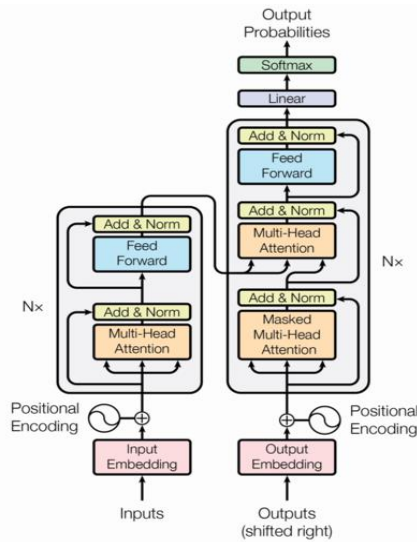 Output
Probabilities
Softmax
Linear
Add & Norm
Feed
Forward
Add & Norm
Multi-Head
Attention
Add & Norm
Masked
Multi-Head
Attention
Nx
Positional
Encoding
Output
Embedding
Outputs
(shifted right)
Add & Norm
Feed
Forward
Add & Norm
Multi-Head
Attention
Nx
Positional
Encoding
Input
Embedding
Inputs